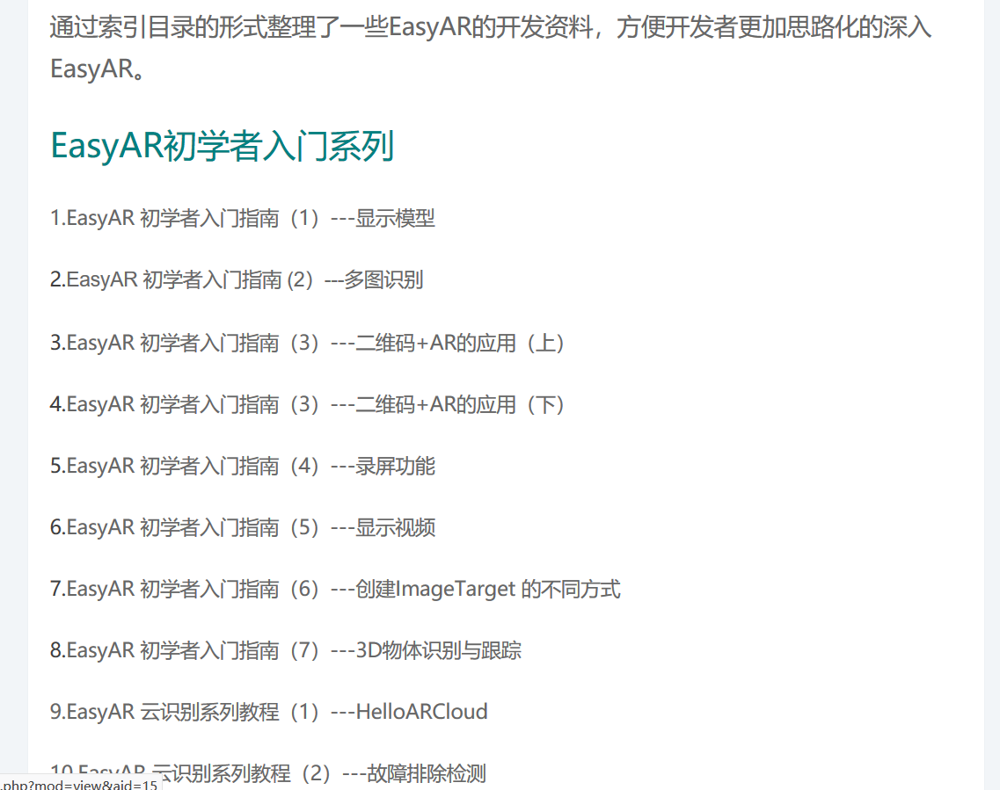 通过索引目录的形式整理了一些EasyAR的开发资料，方便开发者更加思路化的深入
EasyAR。
EasyAR初学者入门系列
1.EasyAR 初学者入门指南（1）---显示模型
2.EasyAR 初学者入门指南 (2）---多图识别
3.EasyAR 初学者入门指南（3）---二维码+AR的应用（上）
4.EasyAR 初学者入门指南（3）---二维码+AR的应用（下）
5.EasyAR 初学者入门指南（4）---录屏功能
6.EasyAR 初学者入门指南（5）---显示视频
7.EasyAR 初学者入门指南（6）---创建ImageTarget 的不同方式
8.EasyAR 初学者入门指南（7）---3D物体识别与跟踪
9.EasyAR 云识别系列教程（1）---HelloARCloud
10.EasyAR 云识别系列教程（2）---故障排除检测
.php?mod=view&aid=15